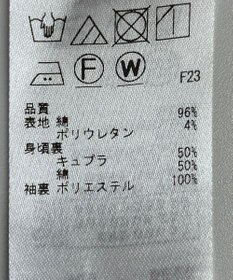 F W F23
品質
表地 綿 96%
ポリウレタン 4%
身頃裏
キュプラ 50%
綿 50%
袖裏 ポリエステル 100%